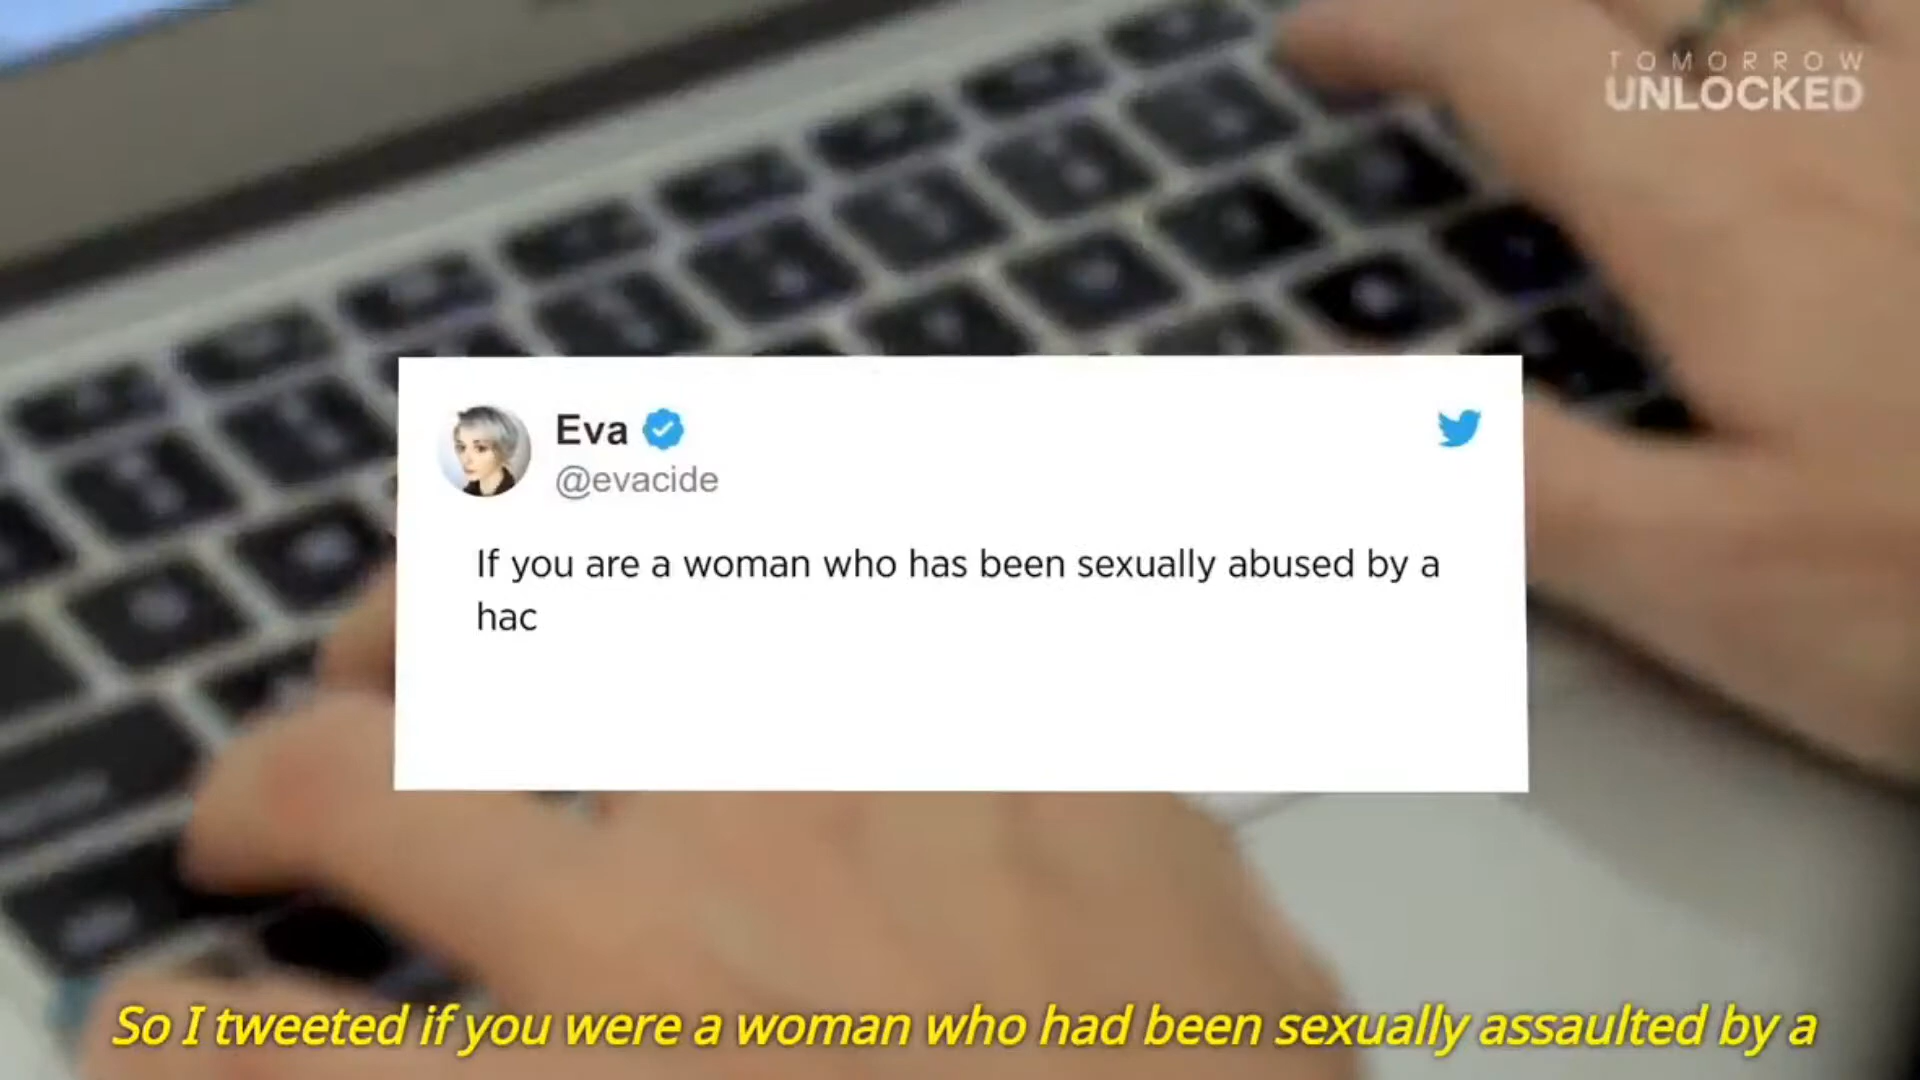 TOMORROW
UNLOCKED
Eva
@evacide
If you are a woman who has been sexually abused by a
hac
So I tweeted if you were a woman who had been sexually assaulted by a